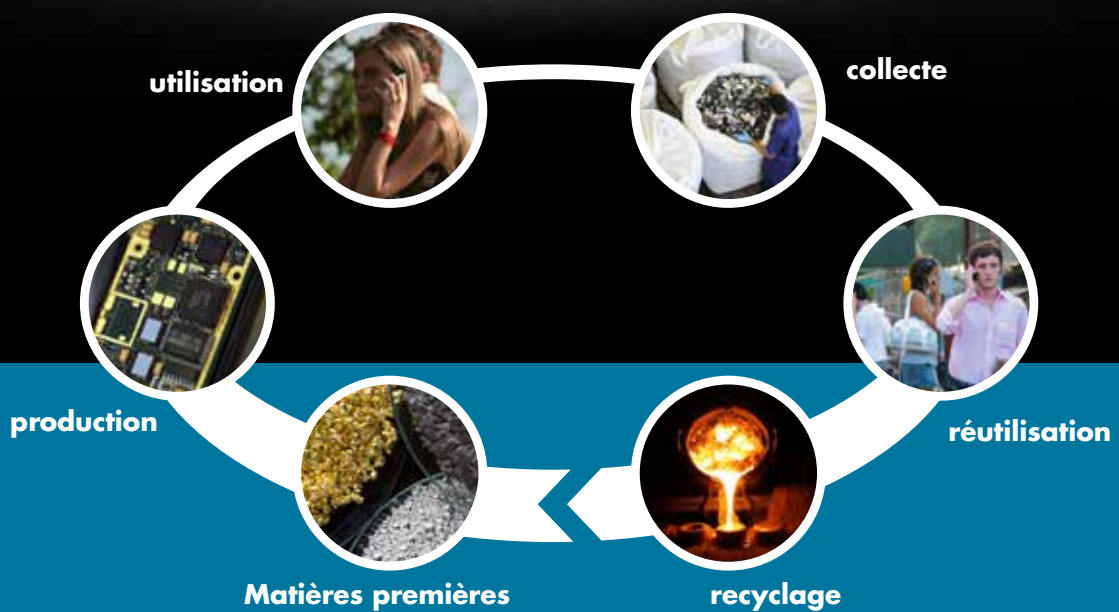 utilisation
collecte
production
réutilisation
Matières premières
recyclage